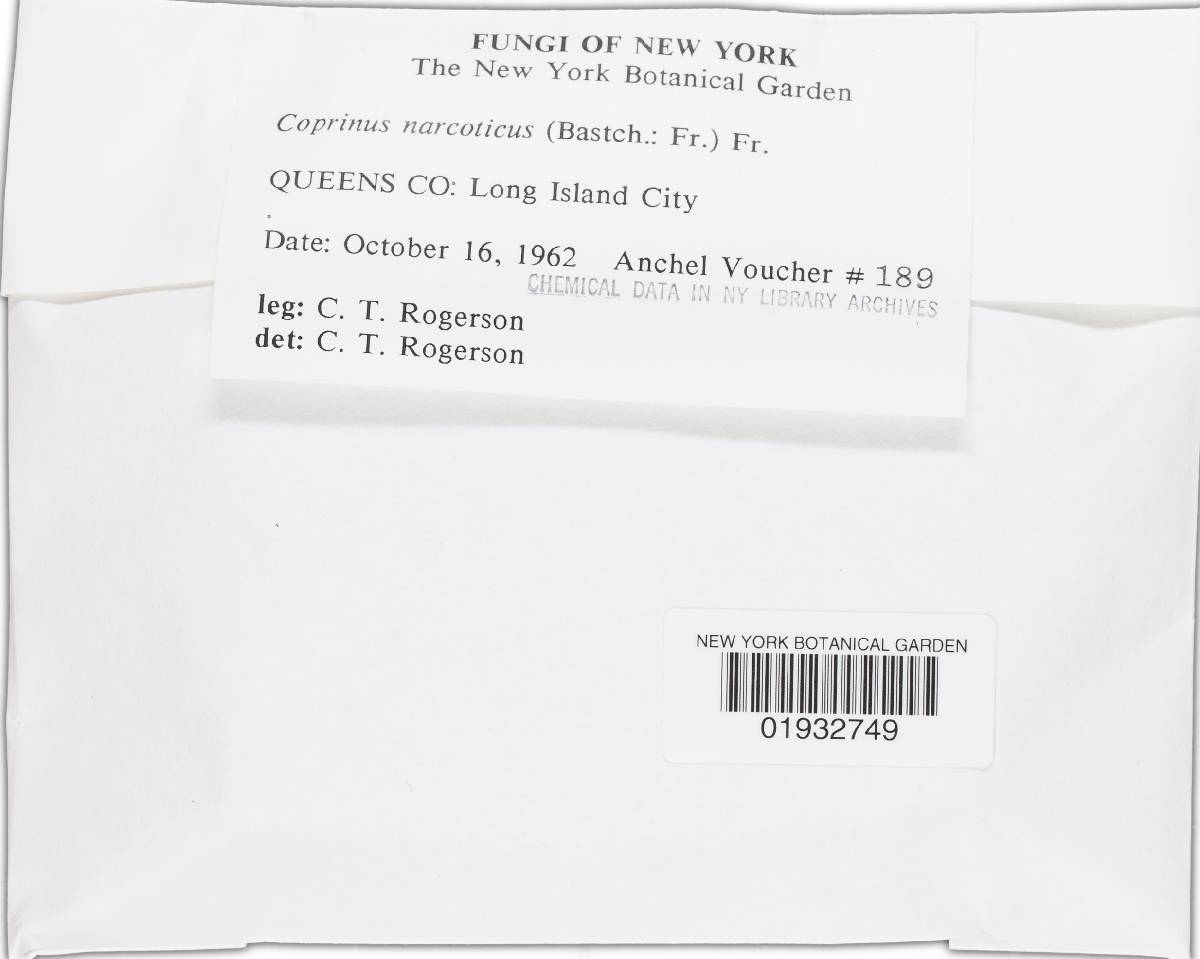 FUNGI OF NEW YORK
The New York Botanical Garden
Coprinus narcoticus (Bastch.: Fr.) Fr.
QUEENS CO: Long Island City
Date: October 16, 1962 Anchel Voucher # 189
CHEMICAL DATA IN NY LIBRARY ARCHIVES
leg: C. T. Rogerson
det: C. T. Rogerson
NEW YORK BOTANICAL GARDEN
01932749